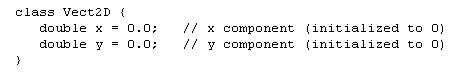 class Vect2D {
   double x = 0.0;   // x component (initialized to 0)
   double y = 0.0;   // y component (initialized to 0)
}